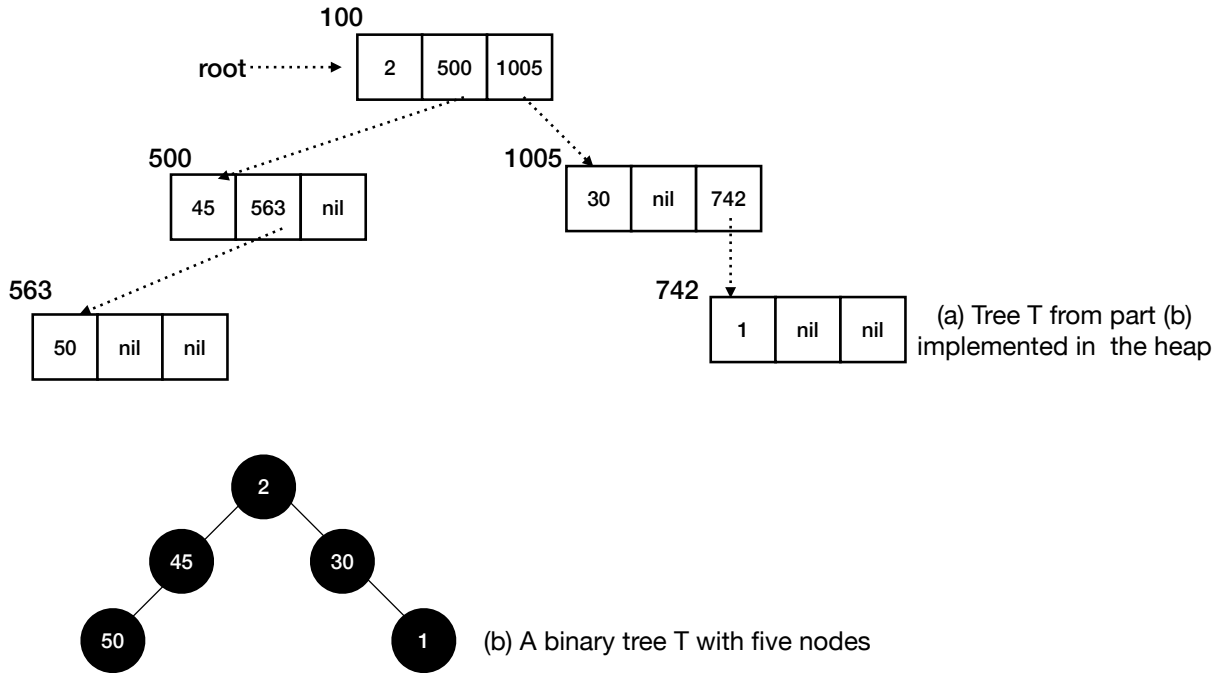 100
root
2 500 1005
500
1005
45 563 nil
30 nil 742
563
742
50 nil nil
1 nil nil
(a) Tree T from part (b)
implemented in the heap
2
45
30
50
1
(b) A binary tree T with five nodes